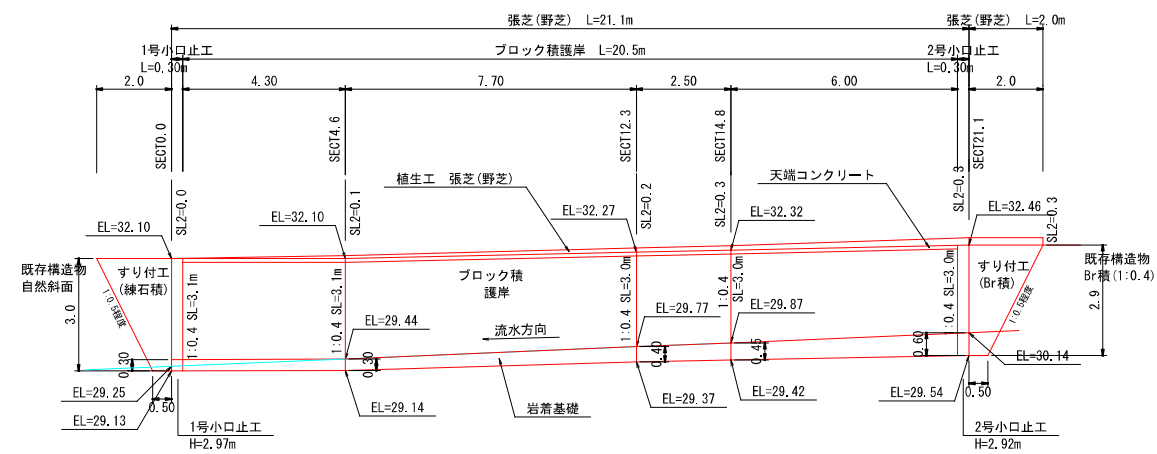 張芝(野芝) L=21.1m
張芝(野芝) L=2.0m
1号小口止工
L=0.30m
ブロック積護岸 L=20.5m
2号小口止工
L=0.30m
2.0
4.30
7.70
2.50
6.00
2.0
SECT0.0
SECT4.6
SECT12.3
SECT14.8
SECT21.1
SL2=0.0
SL2=0.1
SL2=0.2
SL2=0.3
SL2=0.3
SL2=0.3
植生工 張芝(野芝)
天端コンクリート
EL=32.10
EL=32.10
EL=32.27
EL=32.32
EL=32.46
既存構造物
自然斜面
すり付工
(練石積)
ブロック積
護岸
すり付工
(Br積)
既存構造物
Br積(1:0.4)
3.0
1:0.5程度
1:0.4 SL=3.1m
1:0.4 SL=3.1m
1:0.4 SL=3.0m
1:0.4
SL=3.0m
1:0.4 SL=3.0m
1:0.5程度
2.9
流水方向
EL=29.44
EL=29.77
EL=29.87
0.30
0.30
0.40
0.45
0.60
EL=30.14
EL=29.25
EL=29.13
0.50
EL=29.14
岩着基礎
EL=29.37
EL=29.42
EL=29.54
0.50
1号小口止工
H=2.97m
2号小口止工
H=2.92m